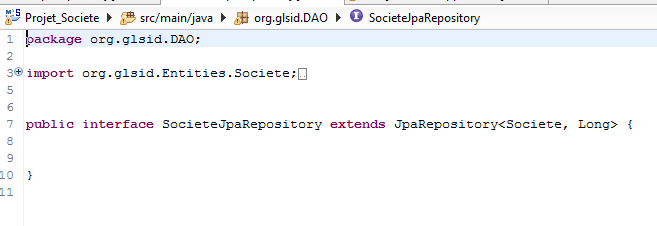 Projet_Societe src/main/java org.glsid.DAO SocieteJpaRepository
1 package org.glsid.DAO;
2
3 import org.glsid.Entities.Societe;
5
6
7 public interface SocieteJpaRepository extends JpaRepository<Societe, Long> {
8
9
10 }
11